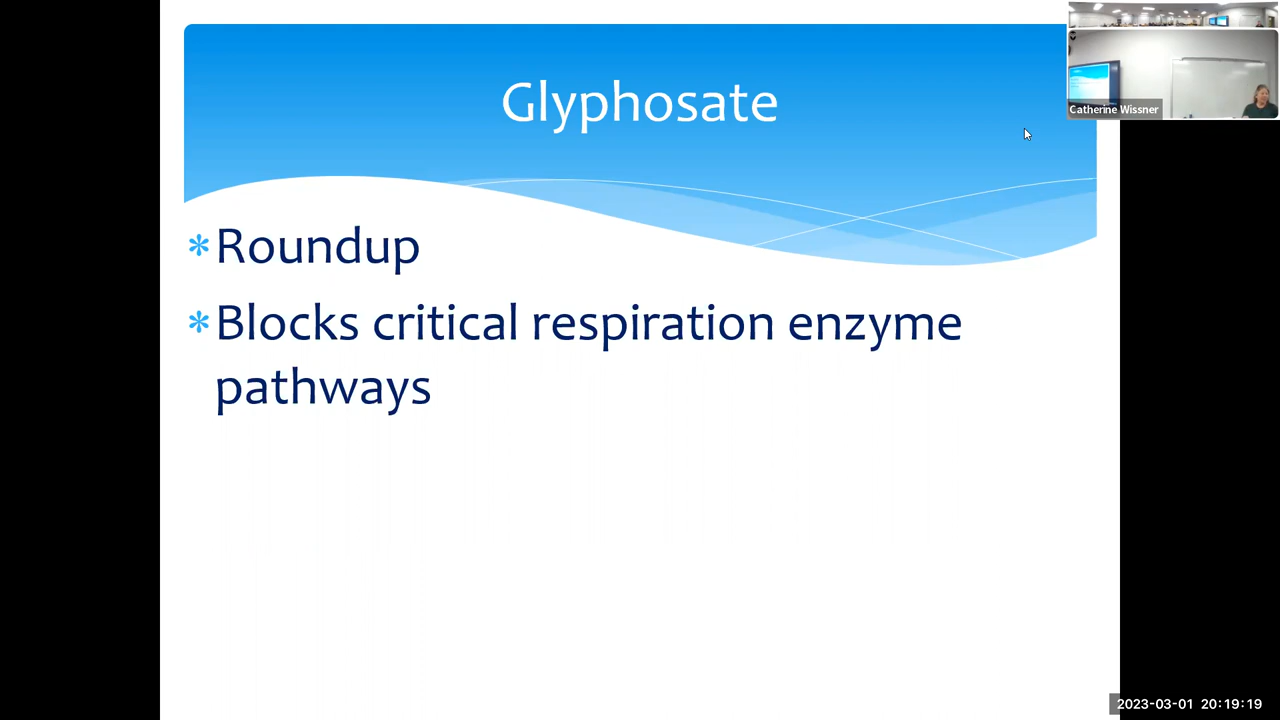 Glyphosate
Catherine Wissner
* Roundup
* Blocks critical respiration enzyme
pathways
2023-03-01 20:19:19